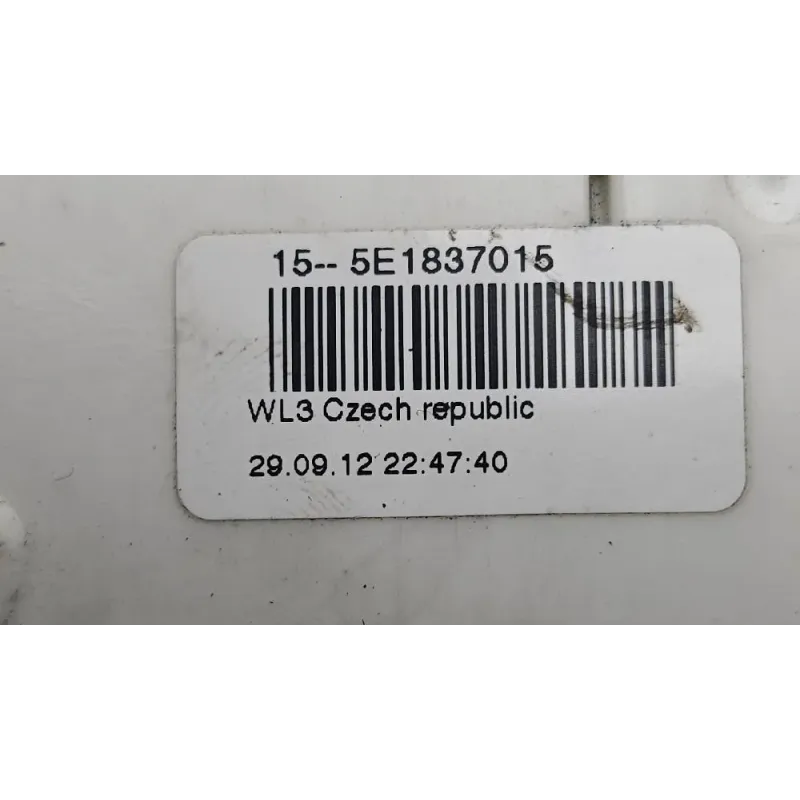 15-- 5E1837015
WL3 Czech republic
29.09.12 22:47:40